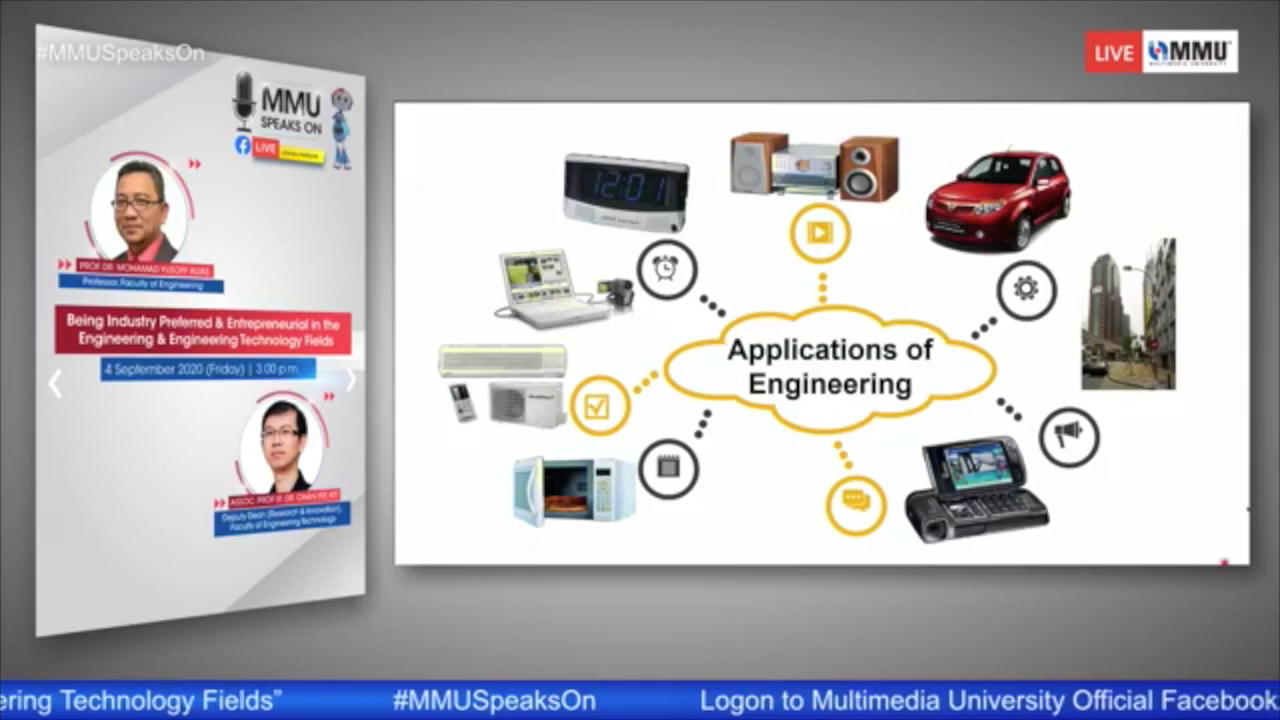 #MMUSpeaksOn
MMU
SPEAKS ON
LIVE
PROF. DR. MOHAMAD YUSOFF ALIAS
Professor, Faculty of Engineering
Being Industry Preferred & Entrepreneurial in the
Engineering & Engineering Technology Fields
4 September 2020 (Friday) | 3.00 p.m.
Deputy Dean (Research & Innovation),
Faculty of Engineering Technology
LIVE
MMU
MULTIMEDIA UNIVERSITY
12:01
Applications of
Engineering
ering Technology Fields” #MMUSpeaksOn Logon to Multimedia University Official Facebook